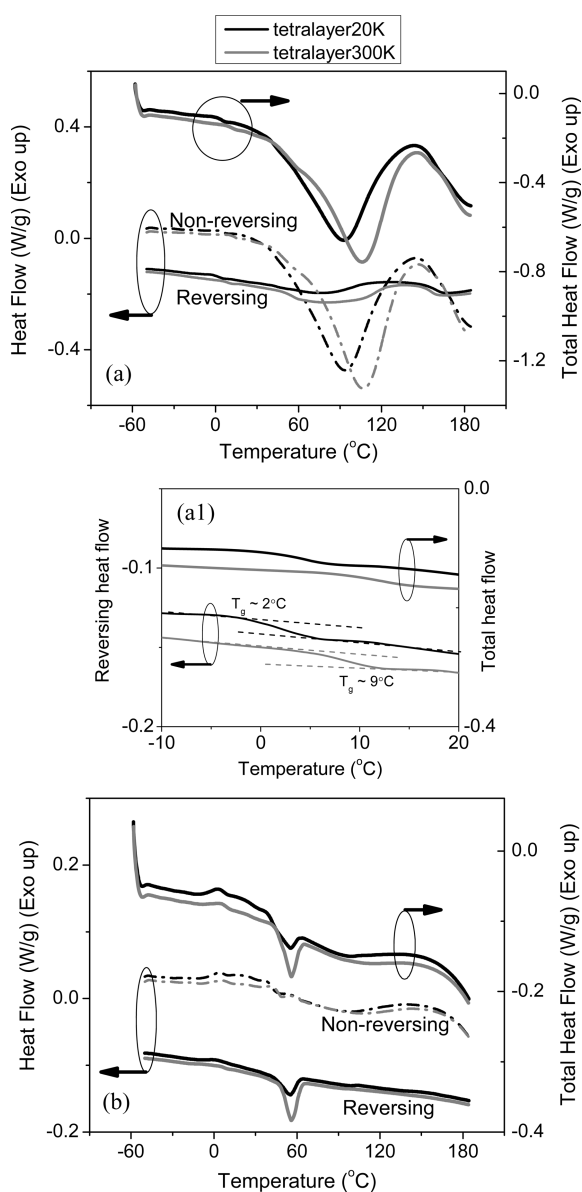 tetralayer20K
tetralayer300K
Heat Flow (W/g) (Exo up)
0.4
0.0
-0.4
0.0
-0.4
-0.8
-1.2
Total Heat Flow (W/g) (Exo up)
Non-reversing
Reversing
(a)
-60 0 60 120 180
Temperature (°C)
(a1)
Reversing heat flow
-0.1
-0.2
0.0
-0.4
Total heat flow
Tg ~ 2°C
Tg ~ 9°C
-10 0 10 20
Temperature (°C)
Heat Flow (W/g) (Exo up)
0.2
0.0
-0.2
0.0
-0.2
-0.4
Total Heat Flow (W/g) (Exo up)
Non-reversing
Reversing
(b)
-60 0 60 120 180
Temperature (°C)